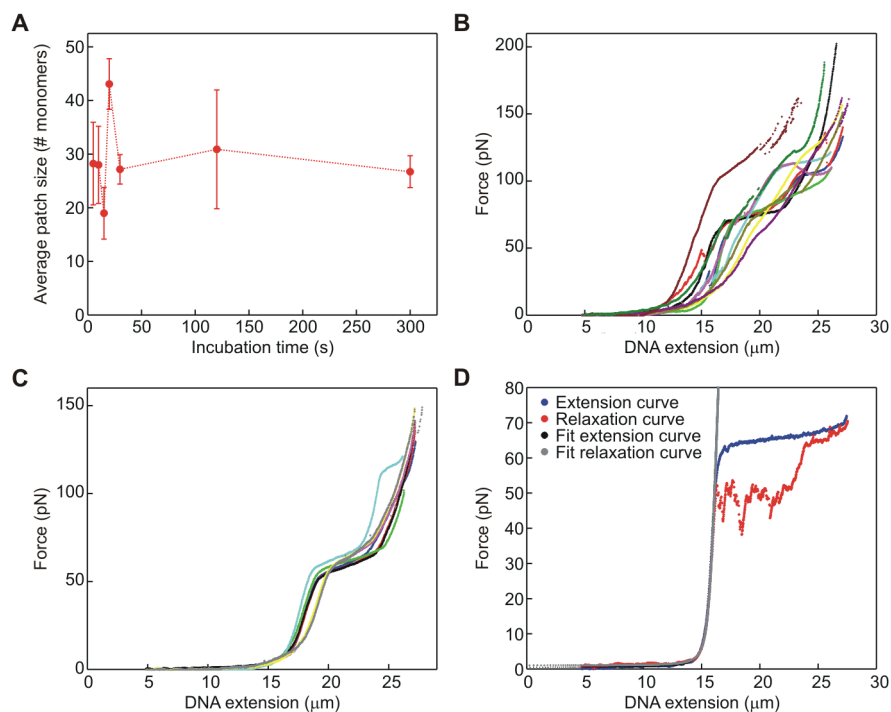 A
Average patch size (# monomers)
50
40
30
20
10
0
0 50 100 150 200 250 300
Incubation time (s)
B
Force (pN)
200
150
100
50
0
0 5 10 15 20 25 30
DNA extension (μm)
C
Force (pN)
150
100
50
0
0 5 10 15 20 25
DNA extension (μm)
D
Force (pN)
80
70
60
50
40
30
20
10
0
0 5 10 15 20 25 30
DNA extension (μm)
Extension curve
Relaxation curve
Fit extension curve
Fit relaxation curve